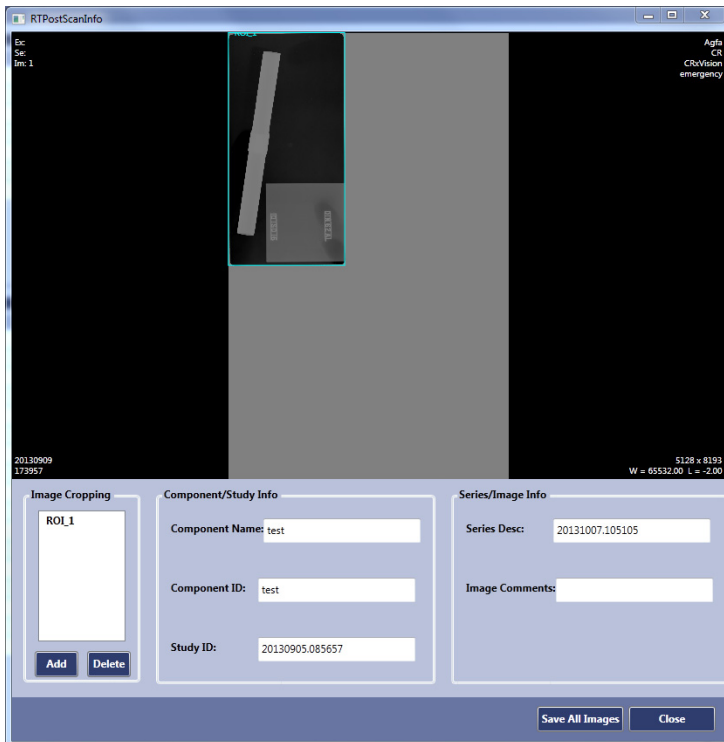 RTPostScanInfo
ROI_1
Ex:
Se:
Im: 1
Agfa
CR
CRxVision
emergency
20130909
173957
5128 x 8193
W = 65532.00 L = -2.00
Image Cropping
ROI_1
Add
Delete
Component/Study Info
Component Name:
test
Component ID:
test
Study ID:
20130905.085657
Series/Image Info
Series Desc:
20131007.105105
Image Comments:
Save All Images
Close